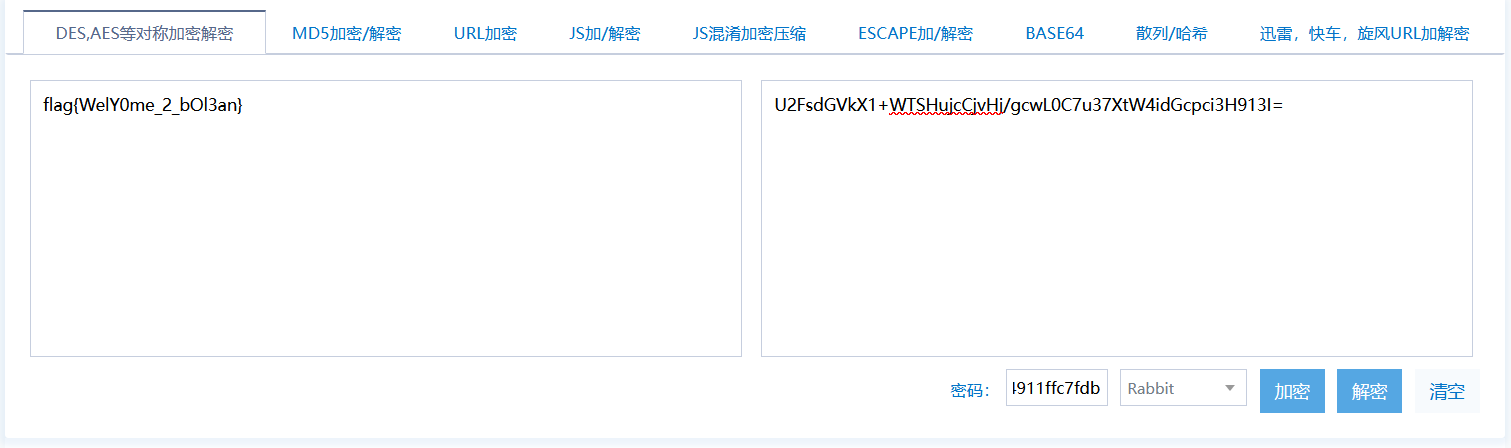 DES,AES等对称加密解密 MD5加密/解密 URL加密 JS加/解密 JS混淆加密压缩 ESCAPE加/解密 BASE64 散列/哈希 迅雷，快车，旋风URL加解密
flag{WelY0me_2_bOl3an} U2FsdGVkX1+WTSHujcCjvHj/gcwL0C7u37XtW4idGcpci3H913I=
密码： 4911ffc7fdb Rabbit 加密 解密 清空